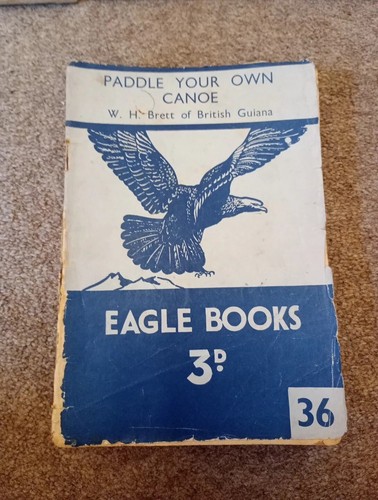 PADDLE YOUR OWN
CANOE
W. H. Brett of British Guiana
EAGLE BOOKS
3D.
36